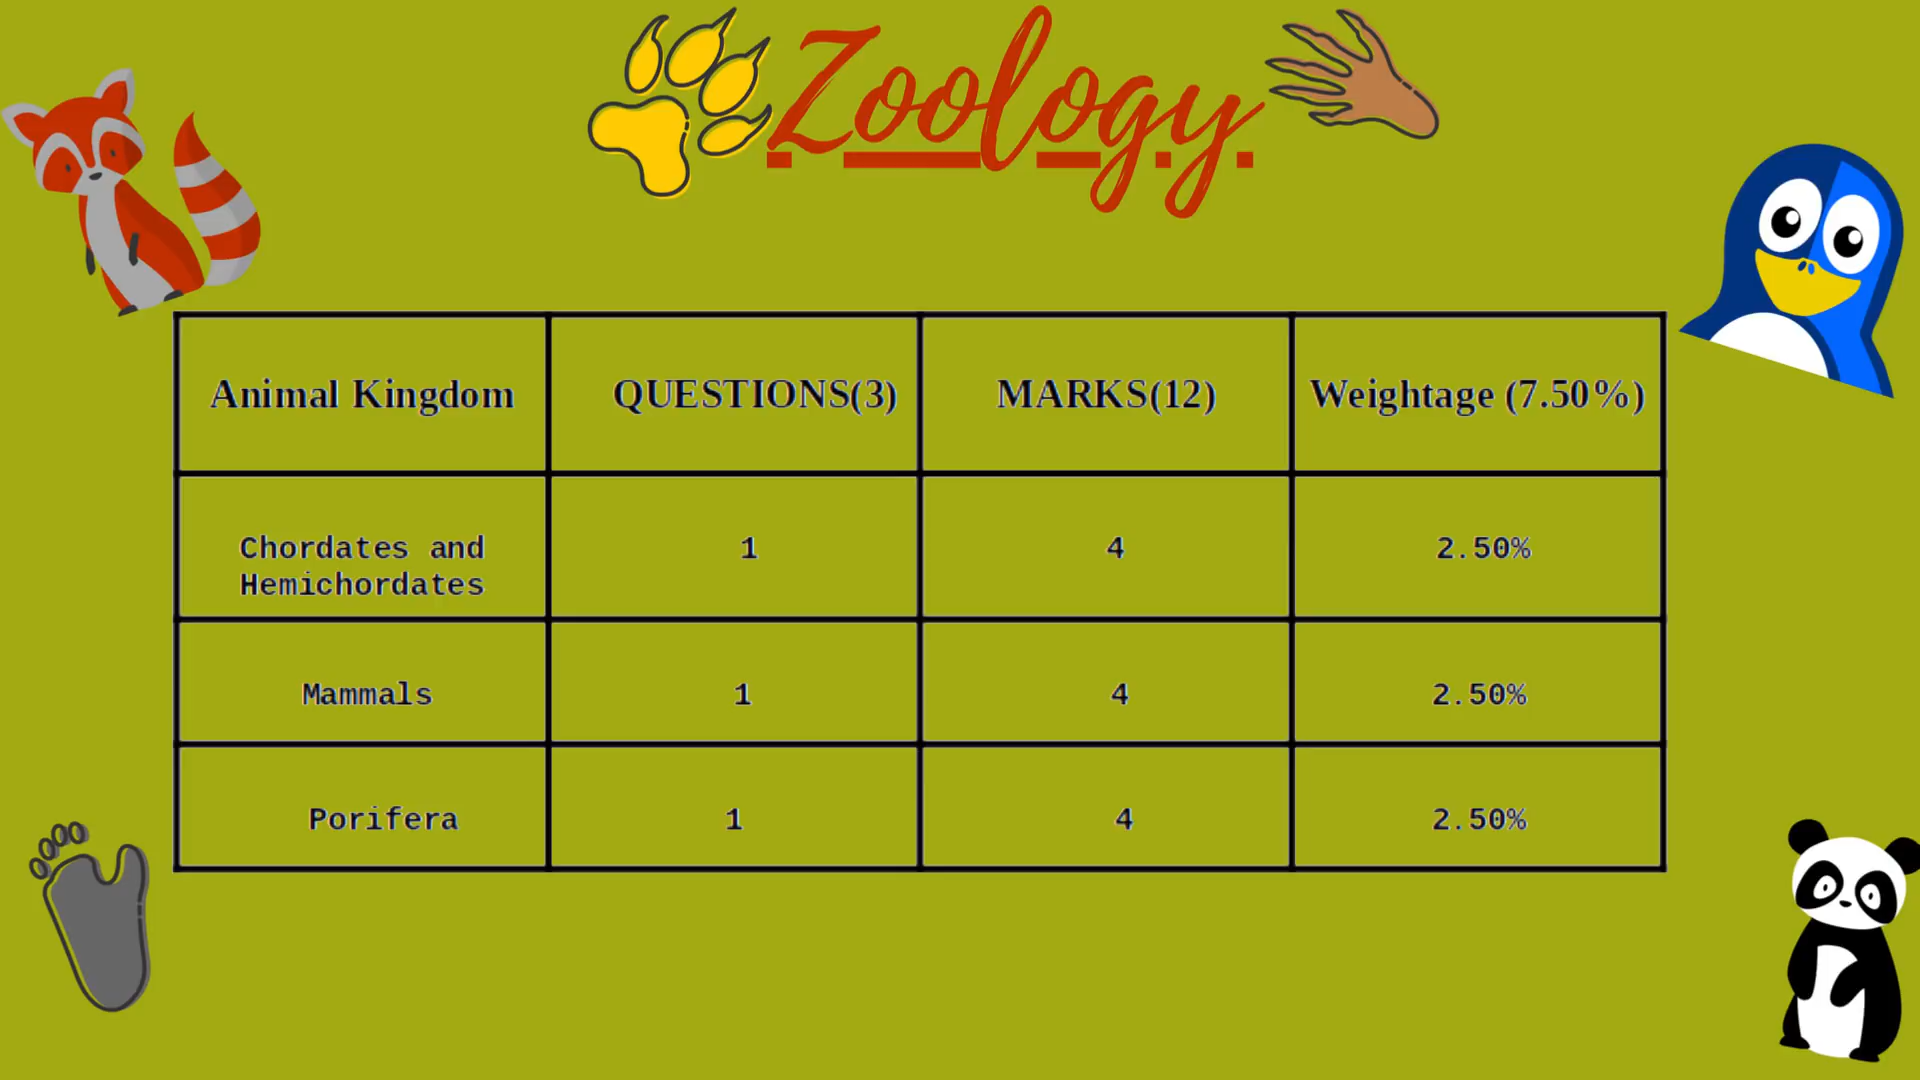 Zoology
Animal Kingdom QUESTIONS(3) MARKS(12) Weightage (7.50%)
Chordates and
Hemichordates 1 4 2.50%
Mammals 1 4 2.50%
Porifera 1 4 2.50%